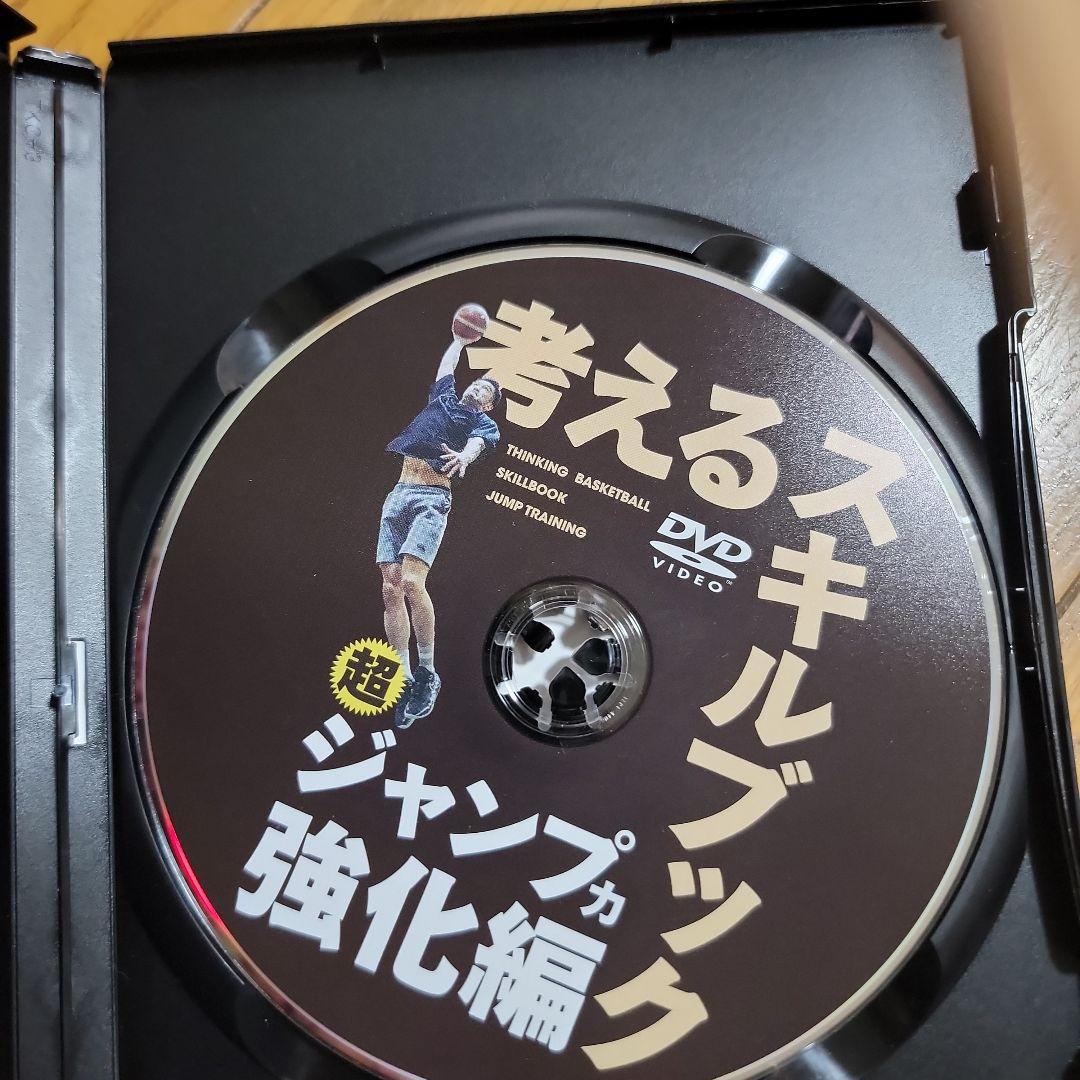 考えるスキルブック
THINKING BASKETBALL
SKILLBOOK
JUMP TRAINING
DVD
VIDEO
TM
超
ジャンプ力
強化編